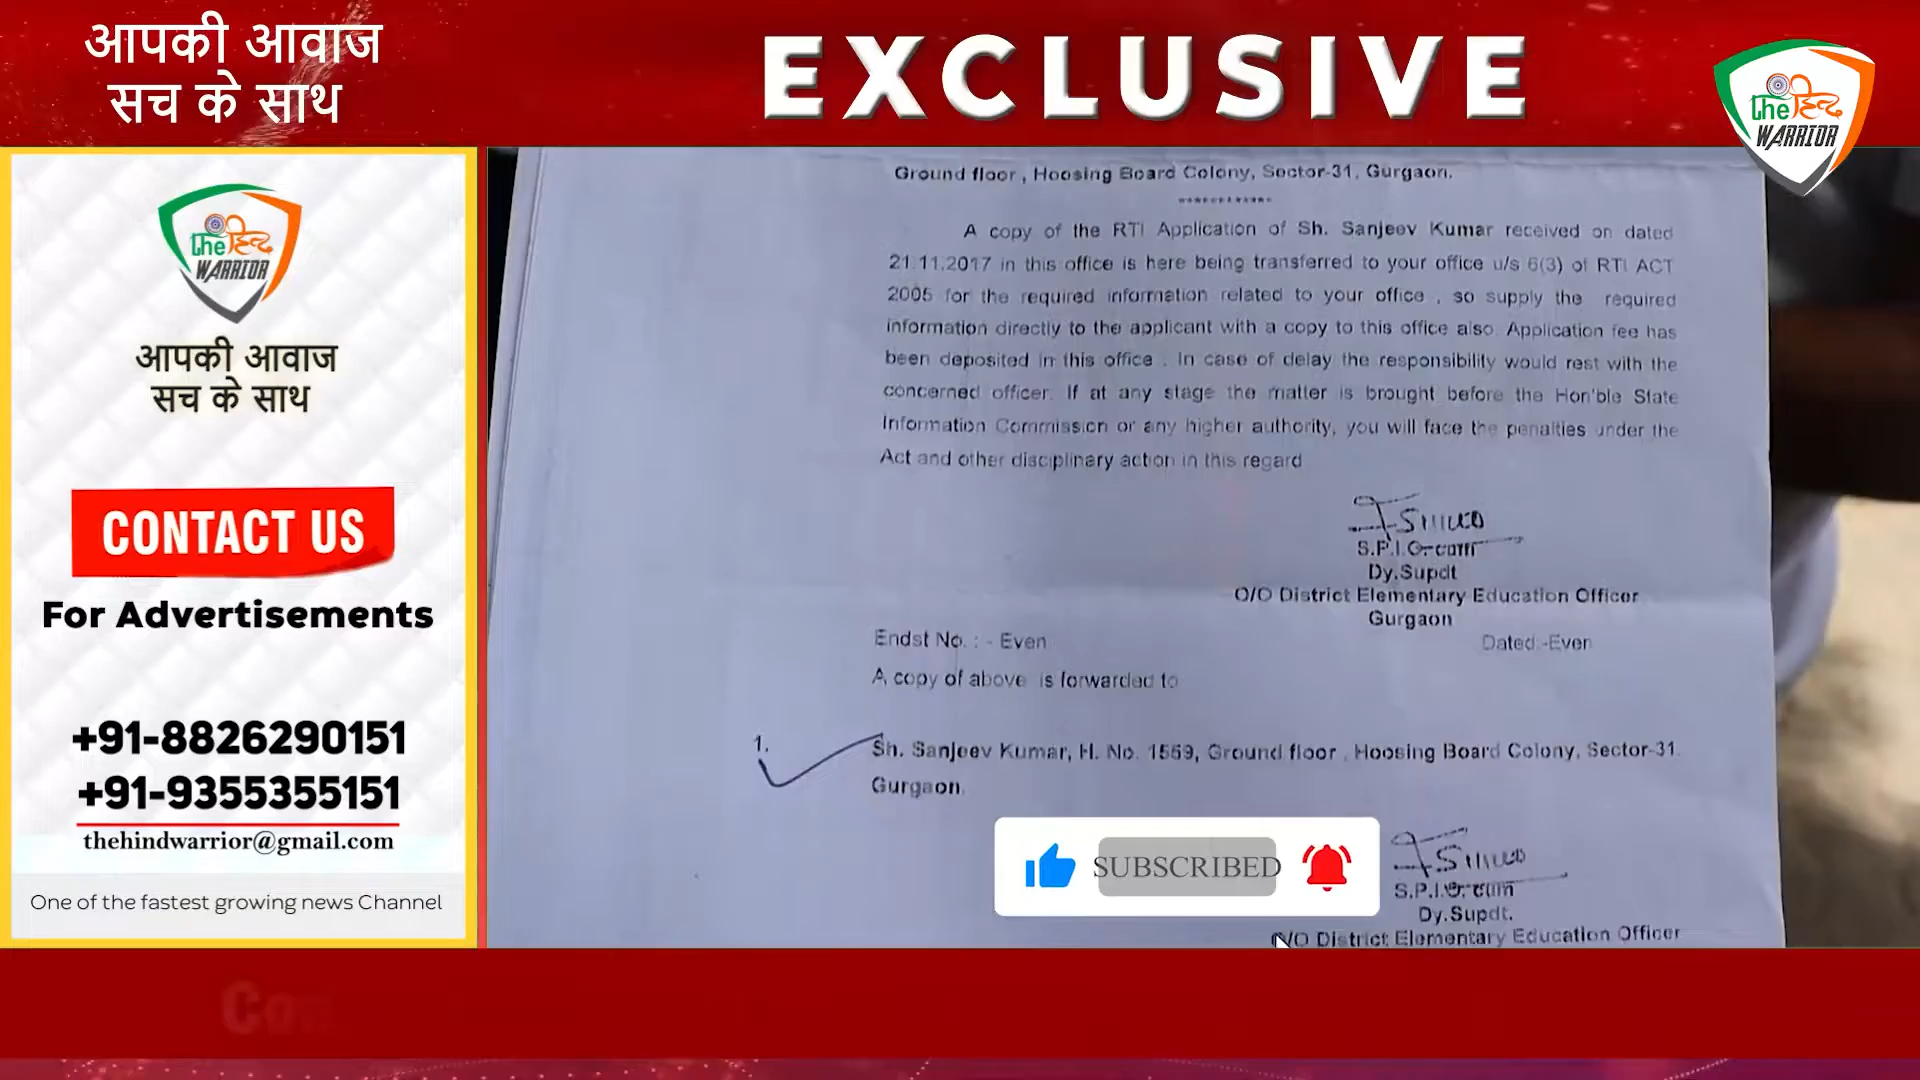 आपकी आवाज
सच के साथ
EXCLUSIVE
the हिन्द
WARRIOR
the हिन्द
WARRIOR
आपकी आवाज
सच के साथ
CONTACT US
For Advertisements
+91-8826290151
+91-9355355151
thehindwarrior@gmail.com
One of the fastest growing news Channel
Ground floor , Hoosing Board Colony, Sector-31, Gurgaon.
A copy of the RTI Application of Sh. Sanjeev Kumar received on dated
21.11.2017 in this office is here being transferred to your office u/s 6(3) of RTI ACT
2005 for the required information related to your office , so supply the required
information directly to the applicant with a copy to this office also. Application fee has
been deposited in this office . In case of delay the responsibility would rest with the
concerned officer. If at any stage the matter is brought before the Hon'ble State
Information Commission or any higher authority, you will face the penalties under the
Act and other disciplinary action in this regard
S.P.I.O-cum
Dy.Supdt
O/O District Elementary Education Officer
Gurgaon
Endst No. : - Even Dated:-Even
A copy of above is forwarded to
1. Sh. Sanjeev Kumar, H. No. 1559, Ground floor , Hoosing Board Colony, Sector-31
Gurgaon.
SUBSCRIBED
S.P.I.O-cum
Dy.Supdt.
O/O District Elementary Education Officer